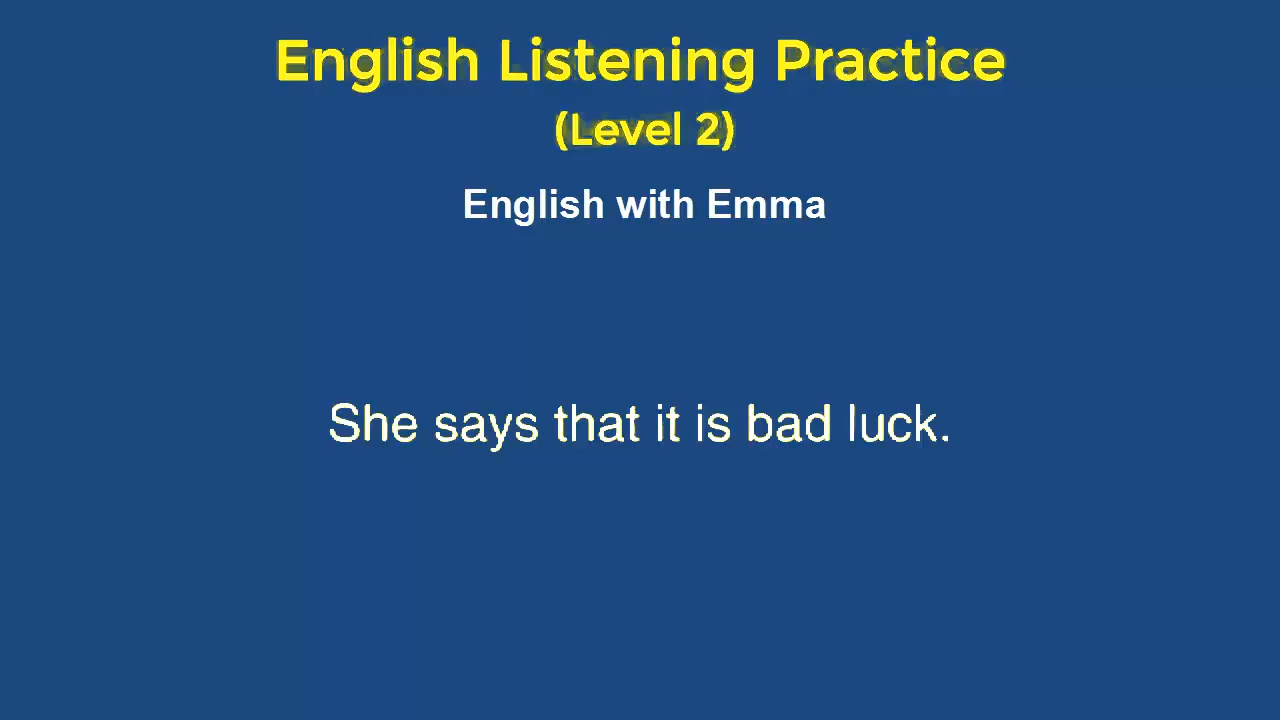 English Listening Practice
(Level 2)
English with Emma
She says that it is bad luck.